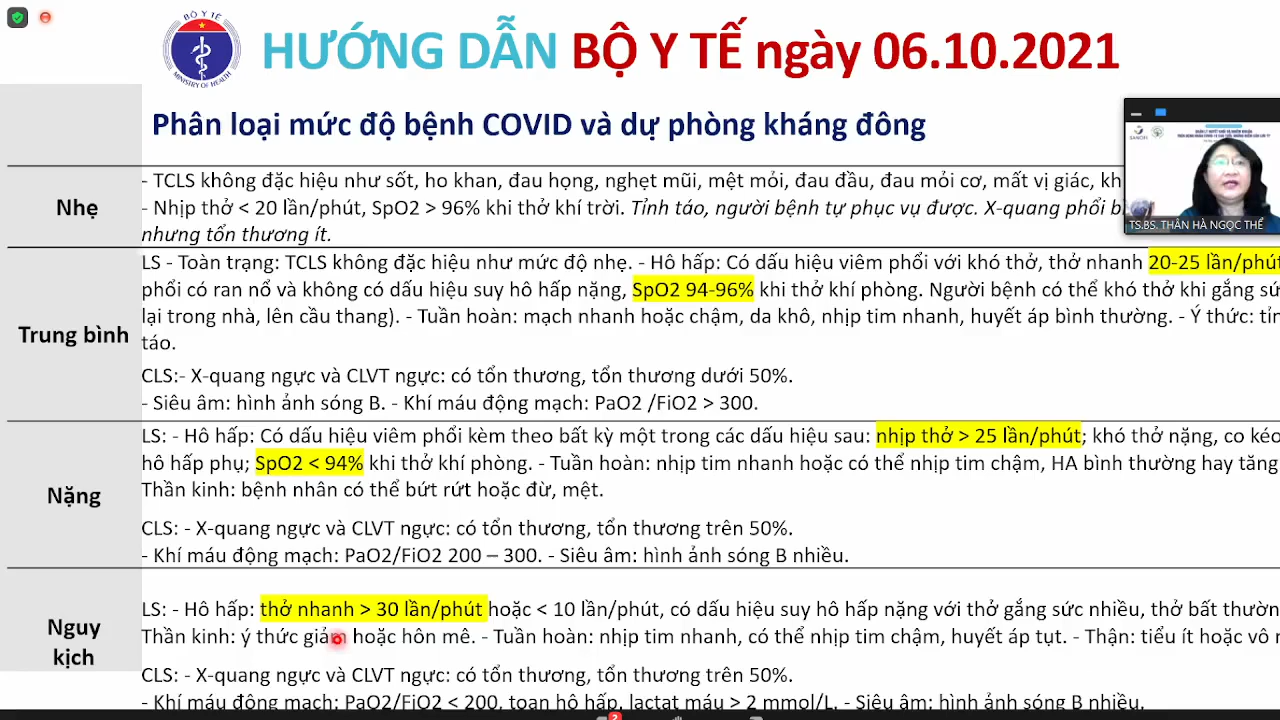 BỘ Y TẾ
MINISTRY OF HEALTH
HƯỚNG DẪN BỘ Y TẾ ngày 06.10.2021
Phân loại mức độ bệnh COVID và dự phòng kháng đông
Nhẹ
- TCLS không đặc hiệu như sốt, ho khan, đau họng, nghẹt mũi, mệt mỏi, đau đầu, đau mỏi cơ, mất vị giác,
- Nhịp thở < 20 lần/phút, SpO2 > 96% khi thở khí trời. Tỉnh táo, người bệnh tự phục vụ được. X-quang phổi
nhưng tổn thương ít.
TS.BS. THÂN HÀ NGỌC THỂ
Trung bình
LS - Toàn trạng: TCLS không đặc hiệu như mức độ nhẹ. - Hô hấp: Có dấu hiệu viêm phổi với khó thở, thở nhanh 20-25 lần/phút
phổi có ran nổ và không có dấu hiệu suy hô hấp nặng, SpO2 94-96% khi thở khí phòng. Người bệnh có thể khó thở khi gắng
lại trong nhà, lên cầu thang). - Tuần hoàn: mạch nhanh hoặc chậm, da khô, nhịp tim nhanh, huyết áp bình thường. - Ý thức:
táo.
CLS:- X-quang ngực và CLVT ngực: có tổn thương, tổn thương dưới 50%.
- Siêu âm: hình ảnh sóng B. - Khí máu động mạch: PaO2 /FiO2 > 300.
Nặng
LS: - Hô hấp: Có dấu hiệu viêm phổi kèm theo bất kỳ một trong các dấu hiệu sau: nhịp thở > 25 lần/phút; khó thở nặng, co kéo
hô hấp phụ; SpO2 < 94% khi thở khí phòng. - Tuần hoàn: nhịp tim nhanh hoặc có thể nhịp tim chậm, HA bình thường hay tăng
Thần kinh: bệnh nhân có thể bứt rứt hoặc đừ, mệt.
CLS: - X-quang ngực và CLVT ngực: có tổn thương, tổn thương trên 50%.
- Khí máu động mạch: PaO2/FiO2 200 – 300. - Siêu âm: hình ảnh sóng B nhiều.
Nguy
kịch
LS: - Hô hấp: thở nhanh > 30 lần/phút hoặc < 10 lần/phút, có dấu hiệu suy hô hấp nặng với thở gắng sức nhiều, thở bất
Thần kinh: ý thức giảm hoặc hôn mê. - Tuần hoàn: nhịp tim nhanh, có thể nhịp tim chậm, huyết áp tụt. - Thận: tiểu ít hoặc vô
CLS: - X-quang ngực và CLVT ngực: có tổn thương, tổn thương trên 50%.
- Khí máu động mạch: PaO2/FiO2 < 200, toan hô hấp, lactat máu > 2 mmol/L. - Siêu âm: hình ảnh sóng B nhiều.